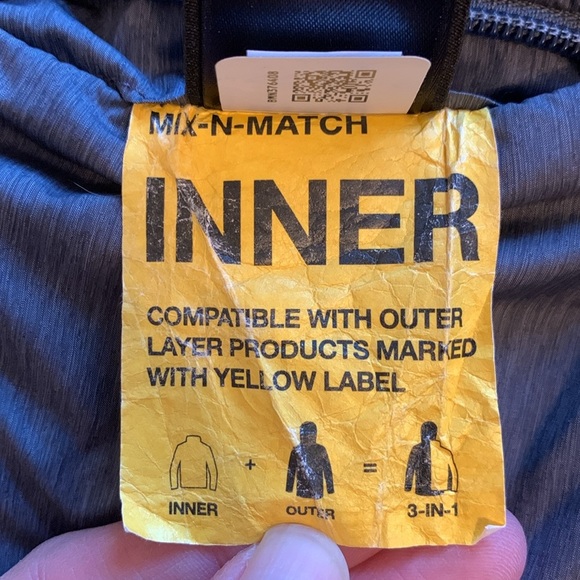 MIX-N-MATCH
INNER
COMPATIBLE WITH OUTER
LAYER PRODUCTS MARKED
WITH YELLOW LABEL
+ =
INNER OUTER 3-IN-1